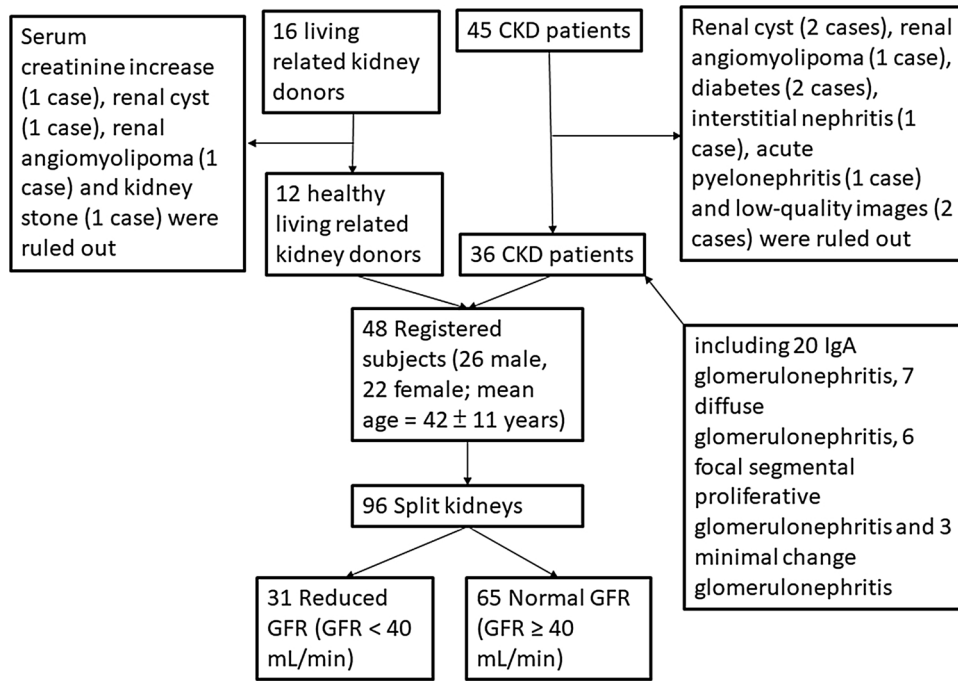 Serum
creatinine increase
(1 case), renal cyst
(1 case), renal
angiomyolipoma (1
case) and kidney
stone (1 case) were
ruled out
16 living
related kidney
donors
45 CKD patients
Renal cyst (2 cases), renal
angiomyolipoma (1 case),
diabetes (2 cases),
interstitial nephritis (1
case), acute
pyelonephritis (1 case)
and low-quality images (2
cases) were ruled out
12 healthy
living related
kidney donors
36 CKD patients
48 Registered
subjects (26 male,
22 female; mean
age = 42 ± 11 years)
including 20 IgA
glomerulonephritis, 7
diffuse
glomerulonephritis, 6
focal segmental
proliferative
glomerulonephritis and 3
minimal change
glomerulonephritis
96 Split kidneys
31 Reduced
GFR (GFR < 40
mL/min)
65 Normal GFR
(GFR ≥ 40
mL/min)